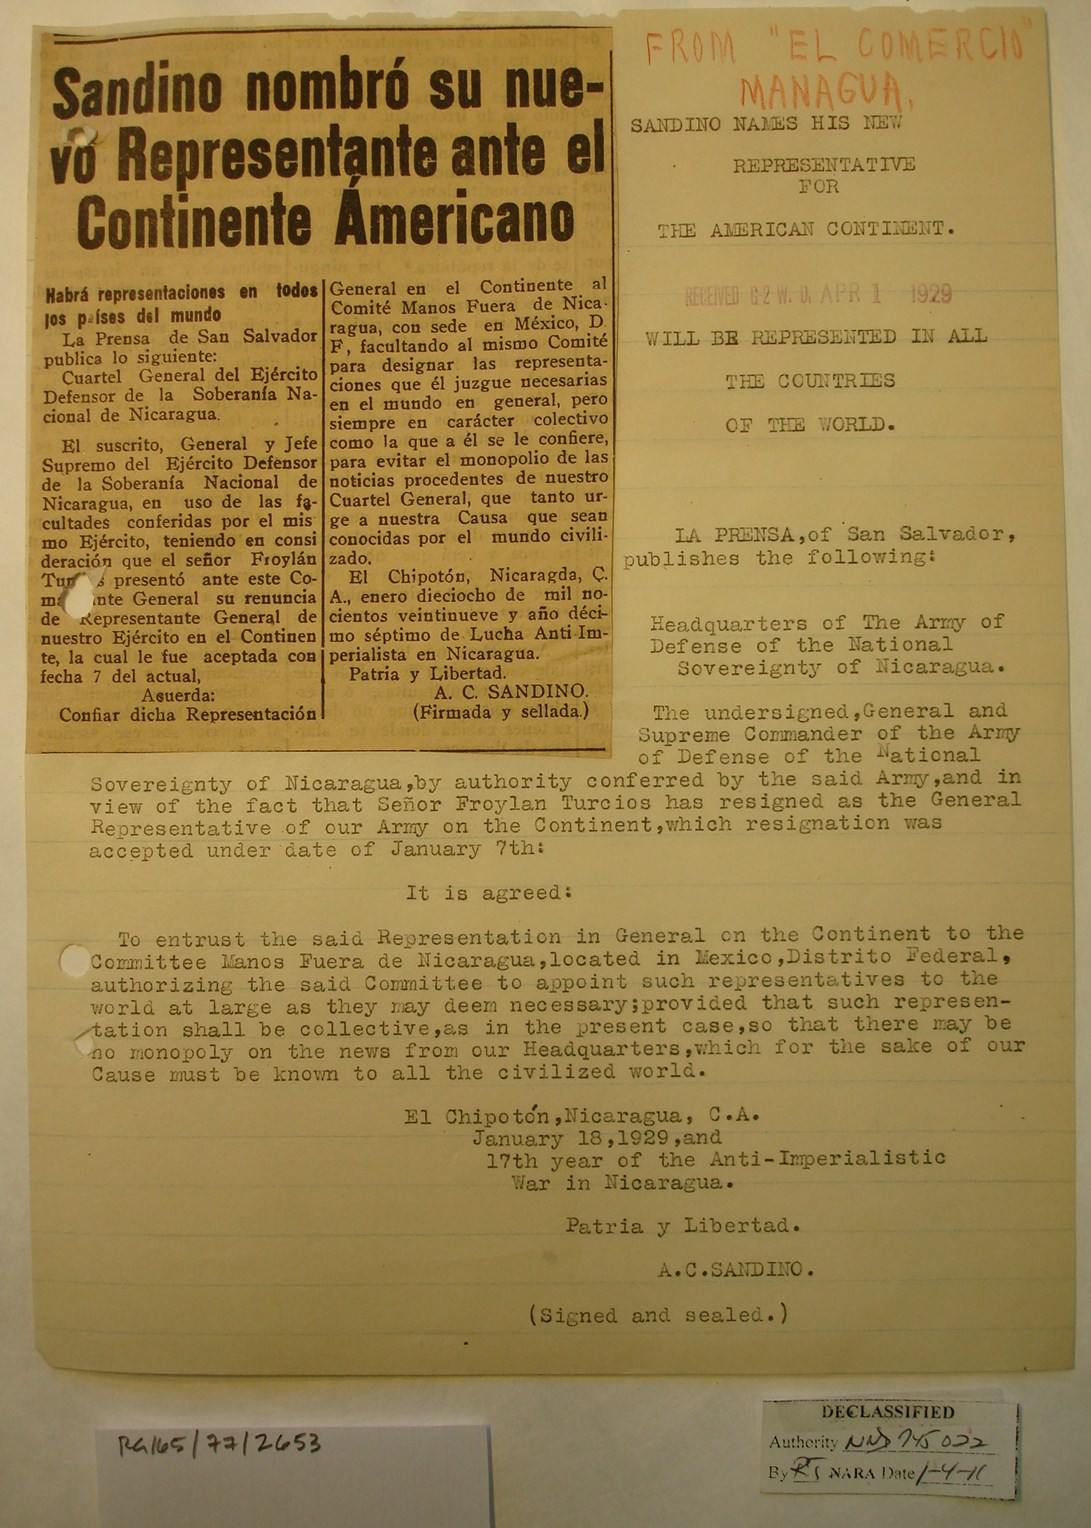 Sandino nombró su nue-
vo Representante ante el
Continente Americano
Habrá representaciones en todos
los países del mundo
La Prensa de San Salvador
publica lo siguiente:
Cuartel General del Ejército
Defensor de la Soberanía Na-
cional de Nicaragua.
El suscrito, General y Jefe
Supremo del Ejército Defensor
de la Soberanía Nacional de
Nicaragua, en uso de las fa-
cultades conferidas por el mis
mo Ejército, teniendo en consi
deración que el señor Froylán
presentó ante este Co-
General su renuncia
de Representante General de
nuestro Ejército en el Continen
te, la cual le fue aceptada con
fecha 7 del actual,
Acuerda:
Confiar dicha Representación
General en el Continente al
Comité Manos Fuera de Nica-
ragua, con sede en México, D.
F, facultando al mismo Comité
para designar las representa-
ciones que él juzgue necesarias
en el mundo en general, pero
siempre en carácter colectivo
como la que a él se le confiere,
para evitar el monopolio de las
noticias procedentes de nuestro
Cuartel General, que tanto ur-
ge a nuestra Causa que sean
conocidas por el mundo civili-
zado.
El Chipotón, Nicaragda, C.
A., enero dieciocho de mil no-
cientos veintinueve y año déci-
mo séptimo de Lucha Anti Im-
perialista en Nicaragua.
Patria y Libertad.
A. C. SANDINO.
(Firmada y sellada.)
FROM "EL COMERCIO"
MANAGUA.
SANDINO NAMES HIS NEW
REPRESENTATIVE
FOR
THE AMERICAN CONTINENT.
RECEIVED G2 W.D. APR 1 1929
WILL BE REPRESENTED IN ALL
THE COUNTRIES
OF THE WORLD.
LA PRENSA,of San Salvador,
publishes the following:
Headquarters of The Army of
Defense of the National
Sovereignty of Nicaragua.
The undersigned,General and
Supreme Commander of the Army
of Defense of the National
Sovereignty of Nicaragua,by authority conferred by the said Army,and in
view of the fact that Señor Froylan Turcios has resigned as the General
Representative of our Army on the Continent,which resignation was
accepted under date of January 7th:
It is agreed:
To entrust the said Representation in General on the Continent to the
Committee Manos Fuera de Nicaragua,located in Mexico,Distrito Federal,
authorizing the said Committee to appoint such representatives to the
world at large as they may deem necessary;provided that such represen-
tation shall be collective,as in the present case,so that there may be
no monopoly on the news from our Headquarters,which for the sake of our
Cause must be known to all the civilized world.
El Chipotón,Nicaragua, C.A.
January 18,1929,and
17th year of the Anti-Imperialistic
War in Nicaragua.
Patria y Libertad.
A.C.SANDINO.
(Signed and sealed.)
RG165/77/2653
DECLASSIFIED
Authority NND 745022
By RT NARA Date 1-4-11